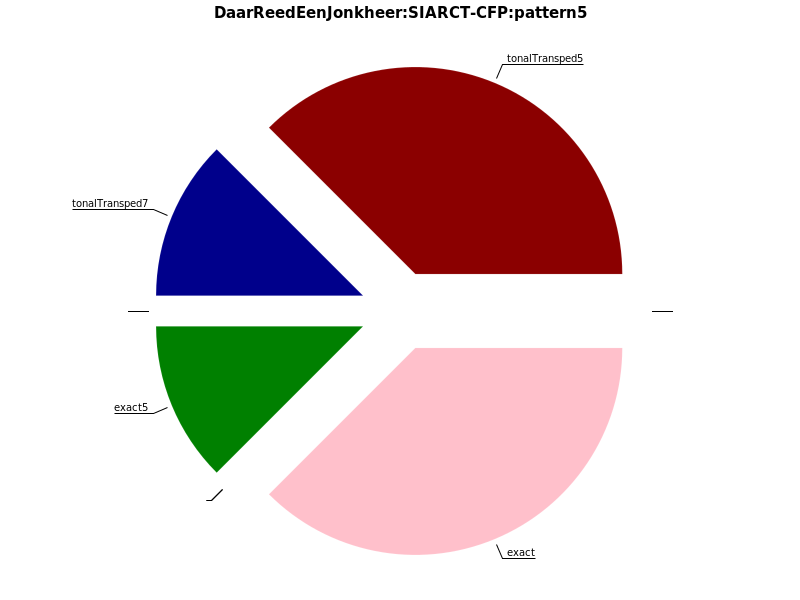 DaarReedEenJonkheer:SIARCT-CFP:pattern5
tonalTransped5
tonalTransped7
exact5
exact